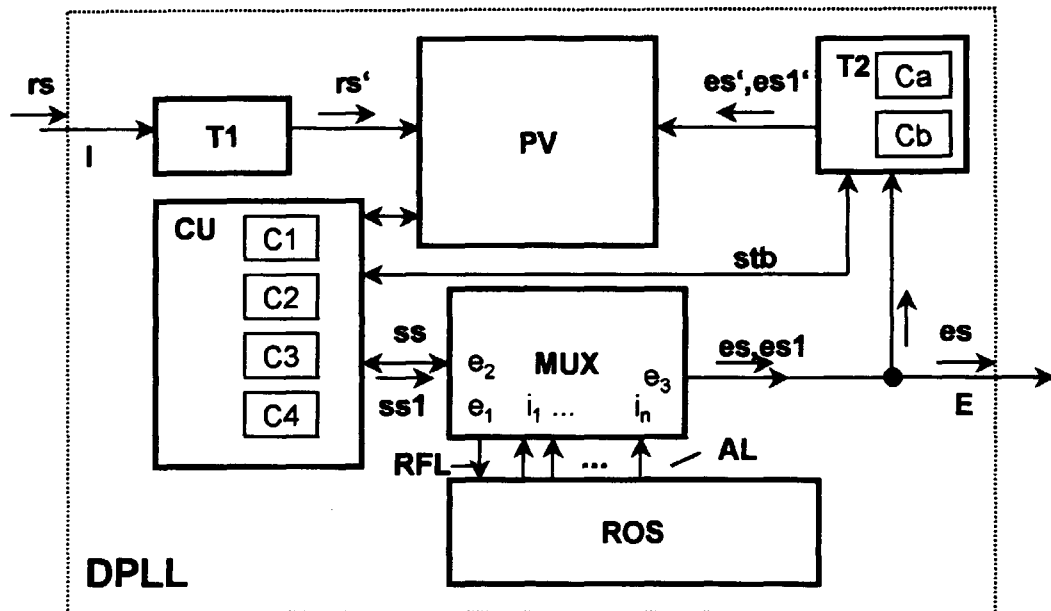 rs
I
T1
rs‘
PV
es‘,es1‘
T2
Ca
Cb
CU
C1
C2
C3
C4
stb
ss
ss1
MUX
e2
e1
i1 ...
in
e3
es,es1
es
E
RFL
...
AL
ROS
DPLL